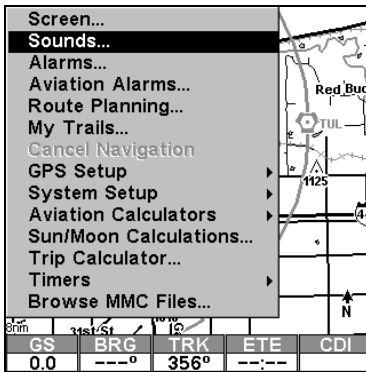 Screen...
Sounds...
Alarms...
Aviation Alarms...
Route Planning...
My Trails...
Cancel Navigation
GPS Setup
System Setup
Aviation Calculators
Sun/Moon Calculations...
Trip Calculator...
Timers
Browse MMC Files...
Red Bud
TUL
1125
N
8nm 31st St
GS BRG TRK ETE CDI
0.0 ---º 356º --:--